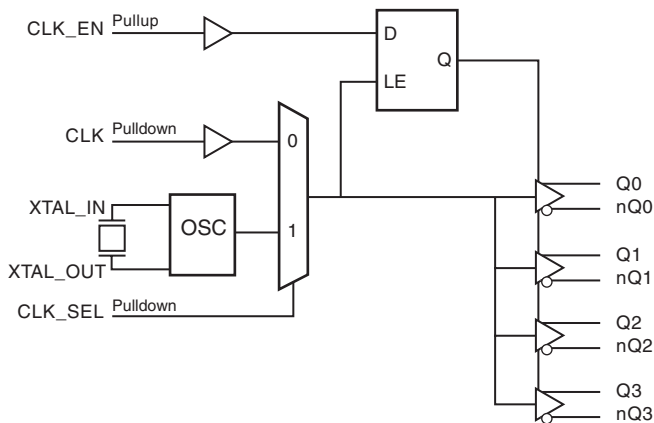 CLK_EN Pullup
D
Q
LE
CLK Pulldown
0
XTAL_IN
OSC
1
XTAL_OUT
CLK_SEL Pulldown
Q0
nQ0
Q1
nQ1
Q2
nQ2
Q3
nQ3